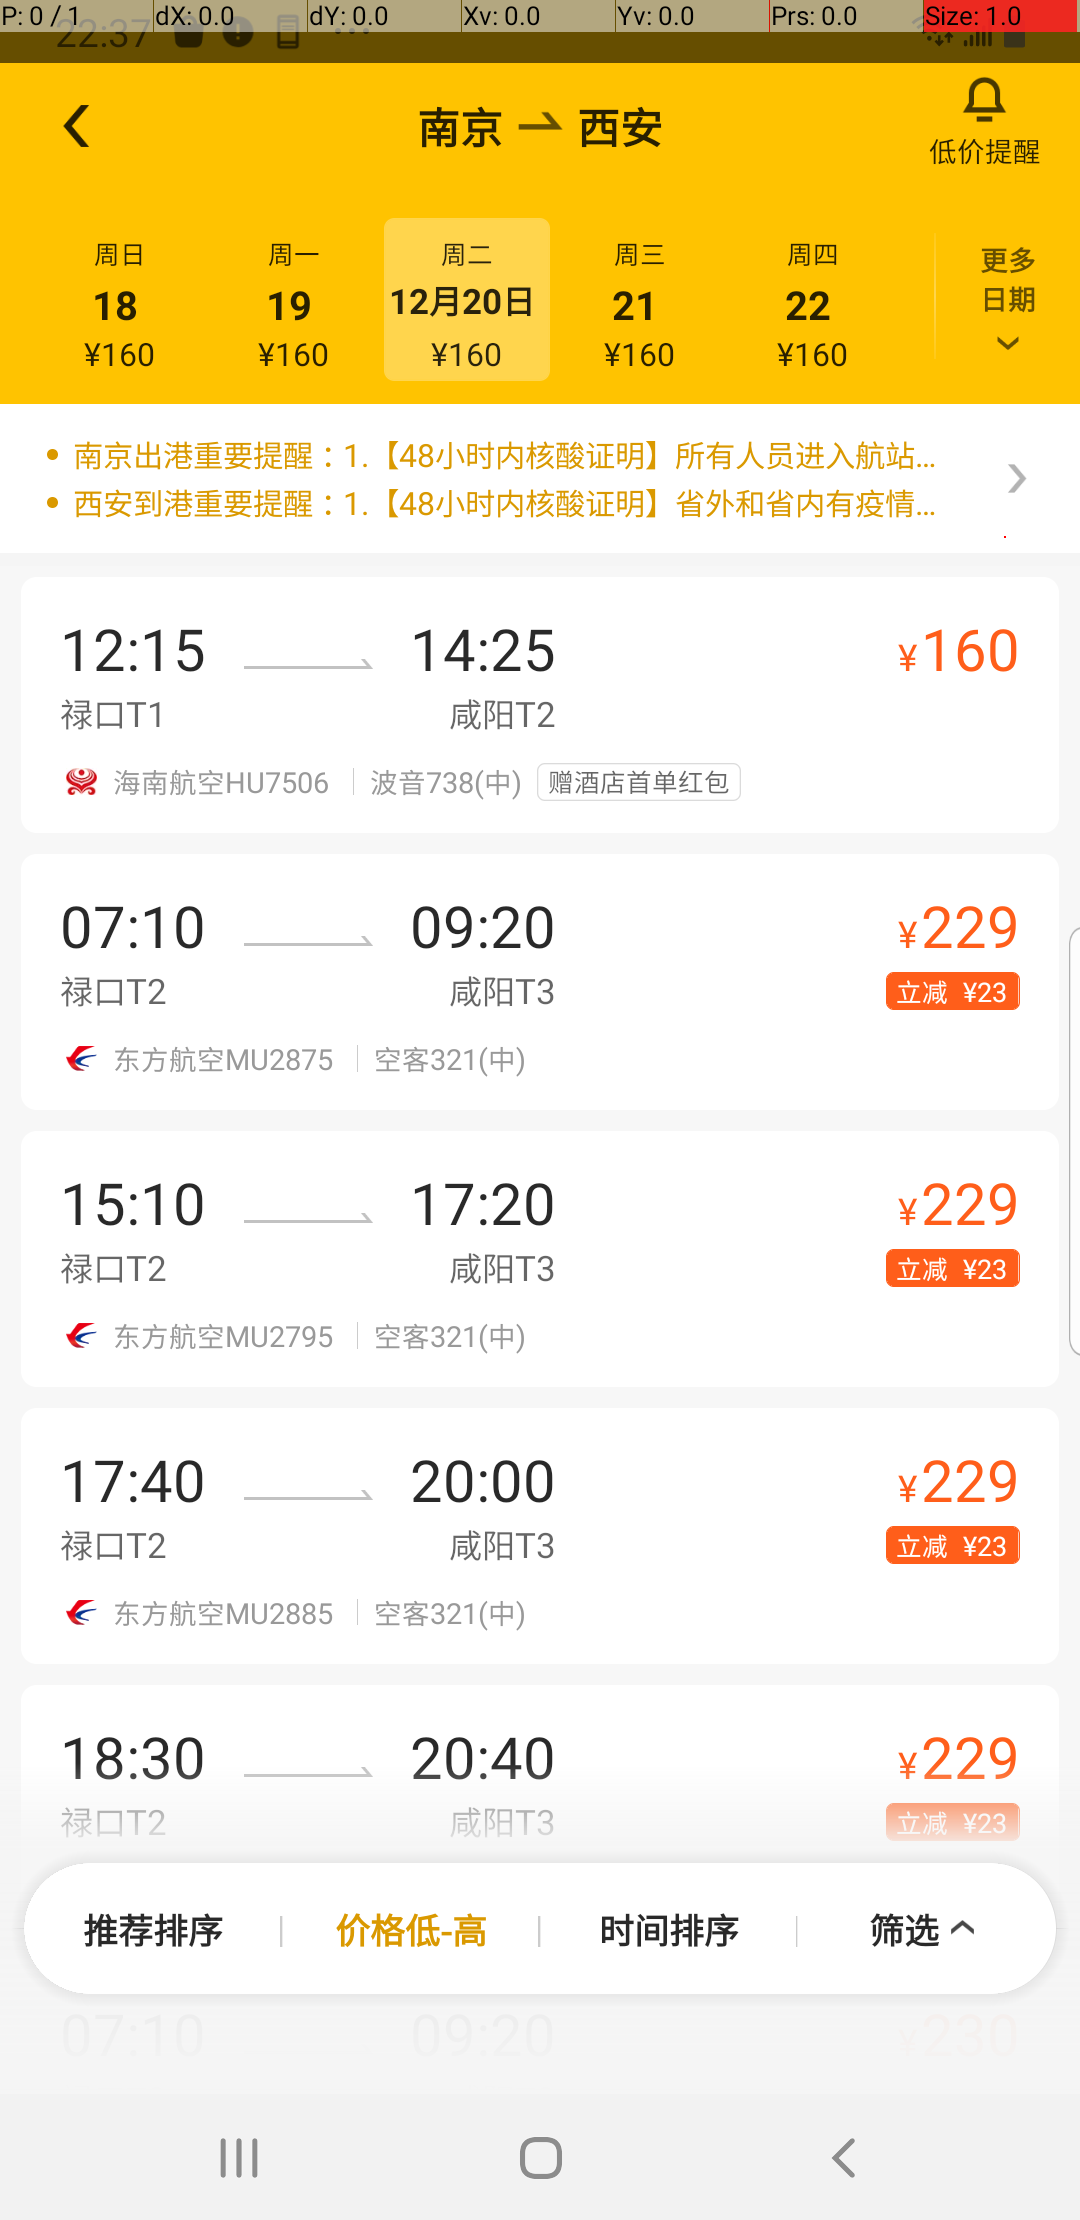 P: 0 / 1 dX: 0.0 dY: 0.0 Xv: 0.0 Yv: 0.0 Prs: 0.0 Size: 1.0
22:37
南京 西安
低价提醒
周日 周一 周二 周三 周四
18 19 12月20日 21 22
¥160 ¥160 ¥160 ¥160 ¥160
更多
日期
南京出港重要提醒：1.【48小时内核酸证明】所有人员进入航站...
西安到港重要提醒：1.【48小时内核酸证明】省外和省内有疫情...
12:15 14:25 ¥160
禄口T1 咸阳T2
海南航空HU7506 波音738(中) 赠酒店首单红包
07:10 09:20 ¥229
禄口T2 咸阳T3 立减 ¥23
东方航空MU2875 空客321(中)
15:10 17:20 ¥229
禄口T2 咸阳T3 立减 ¥23
东方航空MU2795 空客321(中)
17:40 20:00 ¥229
禄口T2 咸阳T3 立减 ¥23
东方航空MU2885 空客321(中)
18:30 20:40 ¥229
禄口T2 咸阳T3 立减 ¥23
推荐排序 价格低-高 时间排序 筛选
07:10 09:20 ¥230